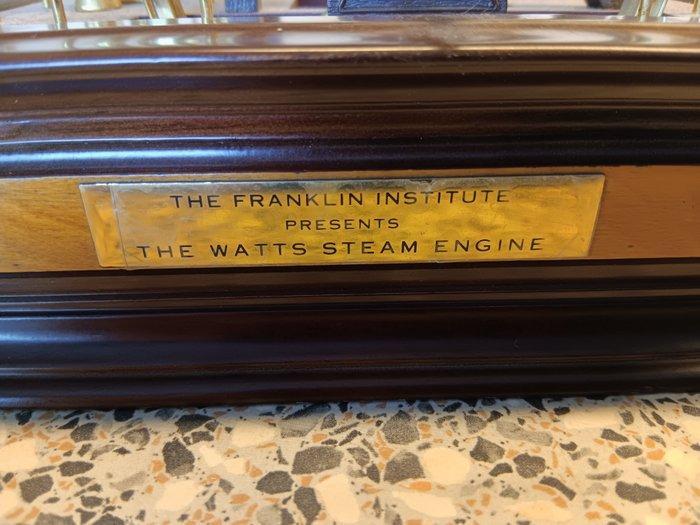 THE FRANKLIN INSTITUTE
PRESENTS
THE WATTS STEAM ENGINE